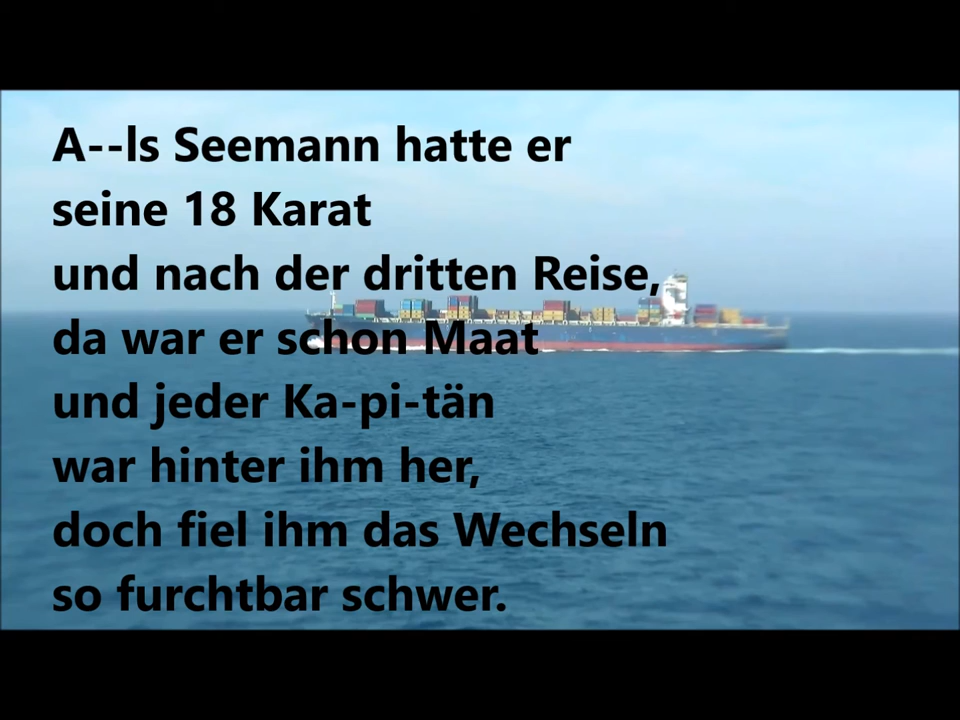 A--ls Seemann hatte er
seine 18 Karat
und nach der dritten Reise,
da war er schon Maat
und jeder Ka-pi-tän
war hinter ihm her,
doch fiel ihm das Wechseln
so furchtbar schwer.